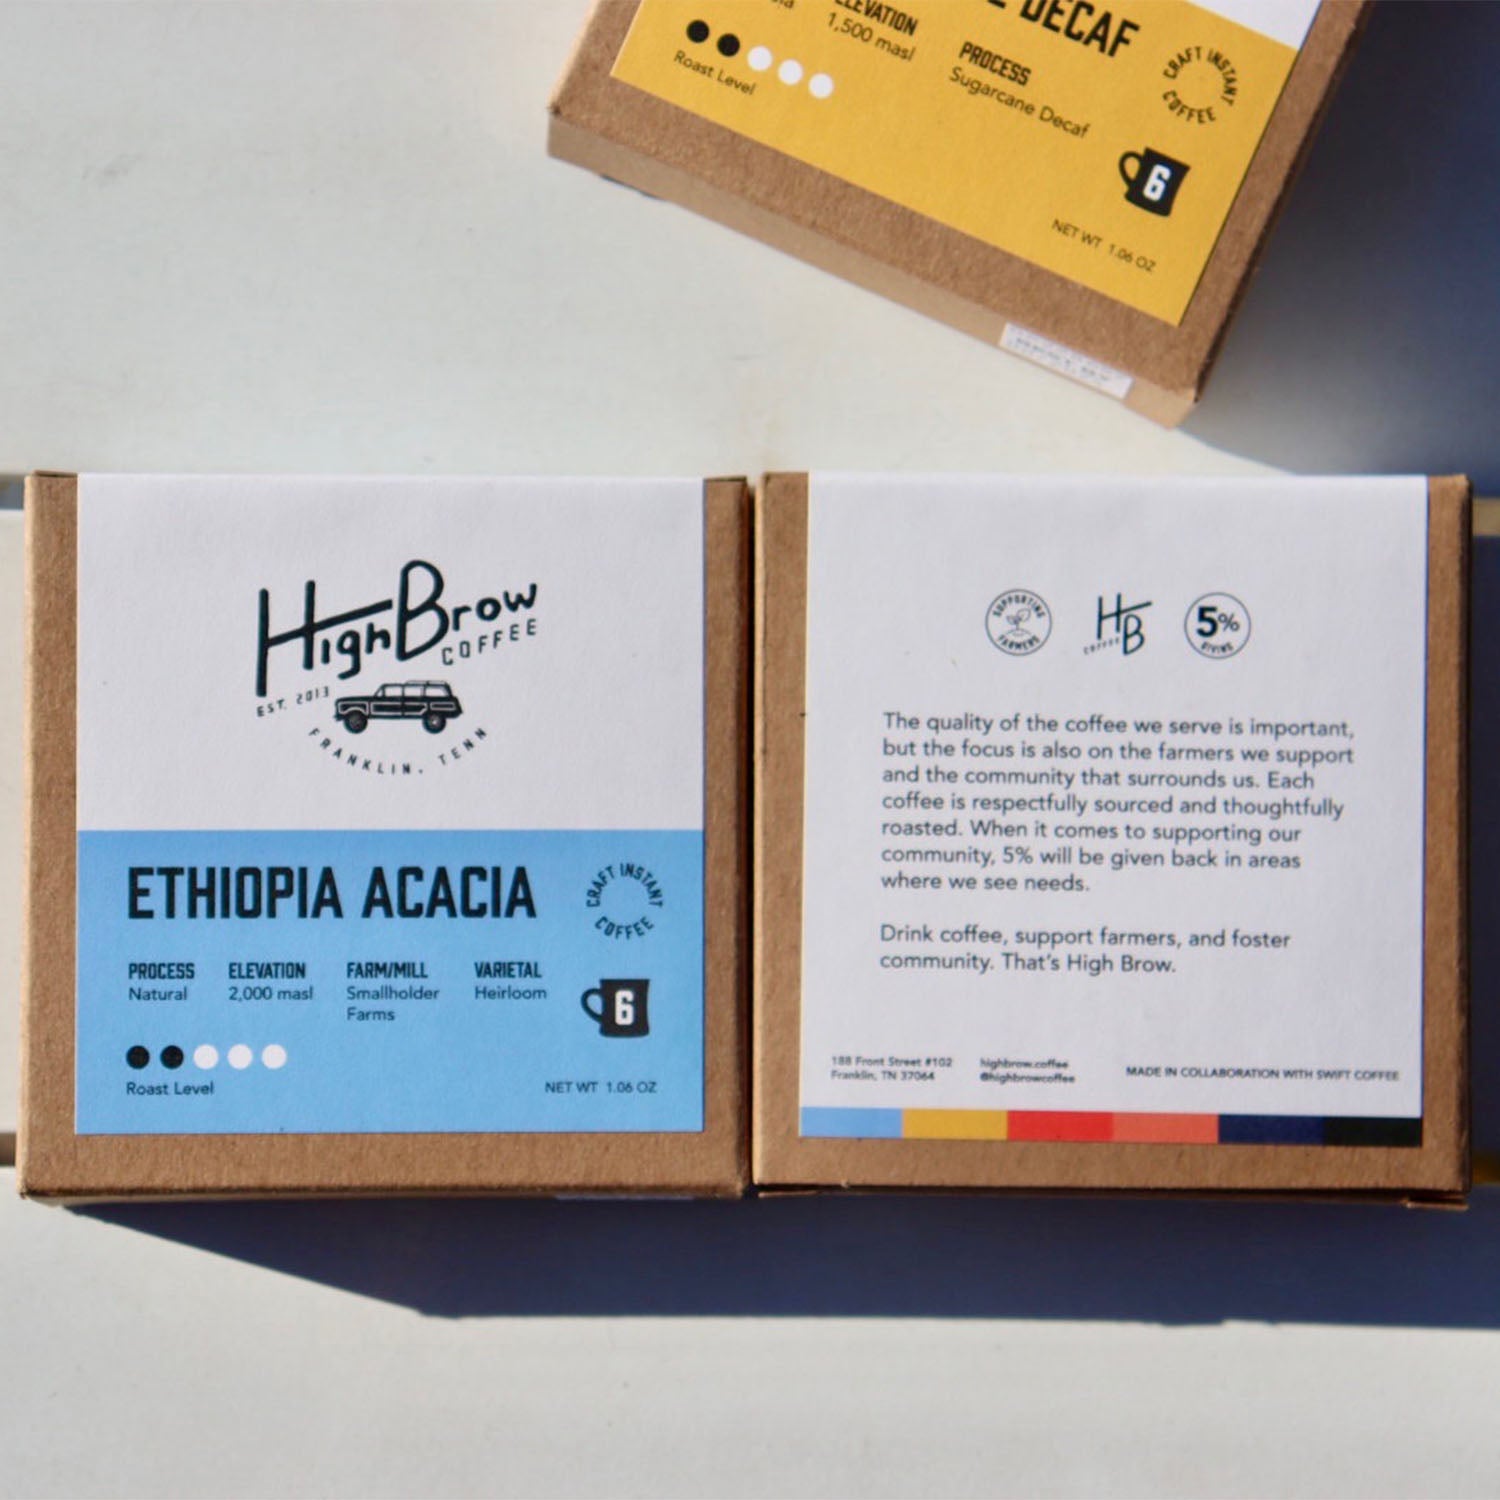 DECAF
ELEVATION
1,500 masl
PROCESS
Sugarcane Decaf
Roast Level
CRAFT INSTANT
COFFEE
6
NET WT 1.06 OZ
HighBrow
COFFEE
EST. 2013
FRANKLIN, TENN
ETHIOPIA ACACIA
CRAFT INSTANT
COFFEE
PROCESS ELEVATION FARM/MILL VARIETAL
Natural 2,000 masl Smallholder Heirloom
Farms
6
Roast Level
NET WT 1.06 OZ
SUPPORTING
FARMERS
HB
COFFEE
5%
GIVING
The quality of the coffee we serve is important,
but the focus is also on the farmers we support
and the community that surrounds us. Each
coffee is respectfully sourced and thoughtfully
roasted. When it comes to supporting our
community, 5% will be given back in areas
where we see needs.
Drink coffee, support farmers, and foster
community. That's High Brow.
188 Front Street #102
Franklin, TN 37064
highbrow.coffee
@highbrowcoffee
MADE IN COLLABORATION WITH SWIFT COFFEE